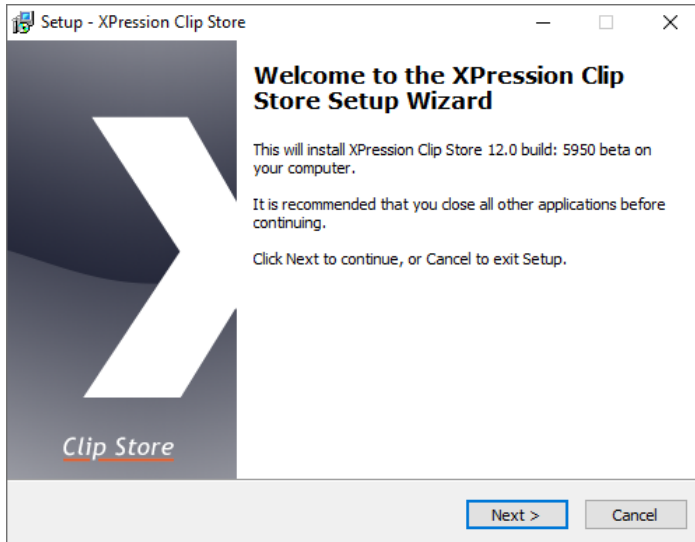 Setup - XPression Clip Store
Welcome to the XPression Clip
Store Setup Wizard
This will install XPression Clip Store 12.0 build: 5950 beta on
your computer.
It is recommended that you close all other applications before
continuing.
Click Next to continue, or Cancel to exit Setup.
Clip Store
Next >
Cancel